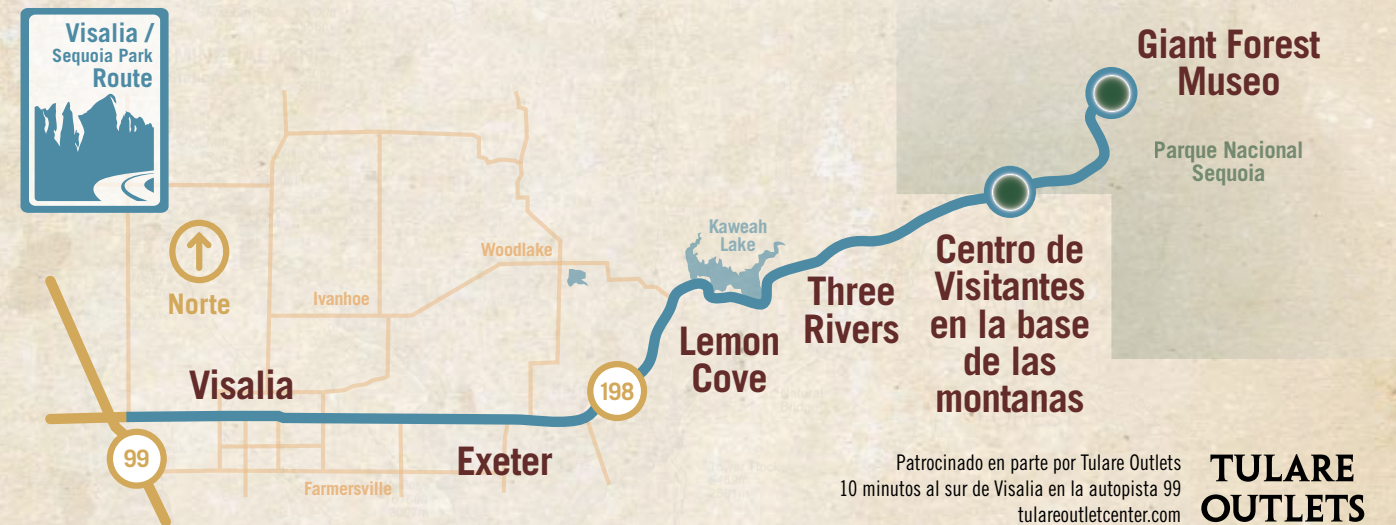 Visalia /
Sequoia Park
Route
Giant Forest
Museo
Parque Nacional
Sequoia
Kaweah
Lake
Woodlake
Norte
Ivanhoe
Centro de
Visitantes
en la base
de las
montanas
Three
Rivers
Lemon
Cove
Visalia
198
Exeter
99
Farmersville
Patrocinado en parte por Tulare Outlets
10 minutos al sur de Visalia en la autopista 99
tulareoutletcenter.com
TULARE
OUTLETS